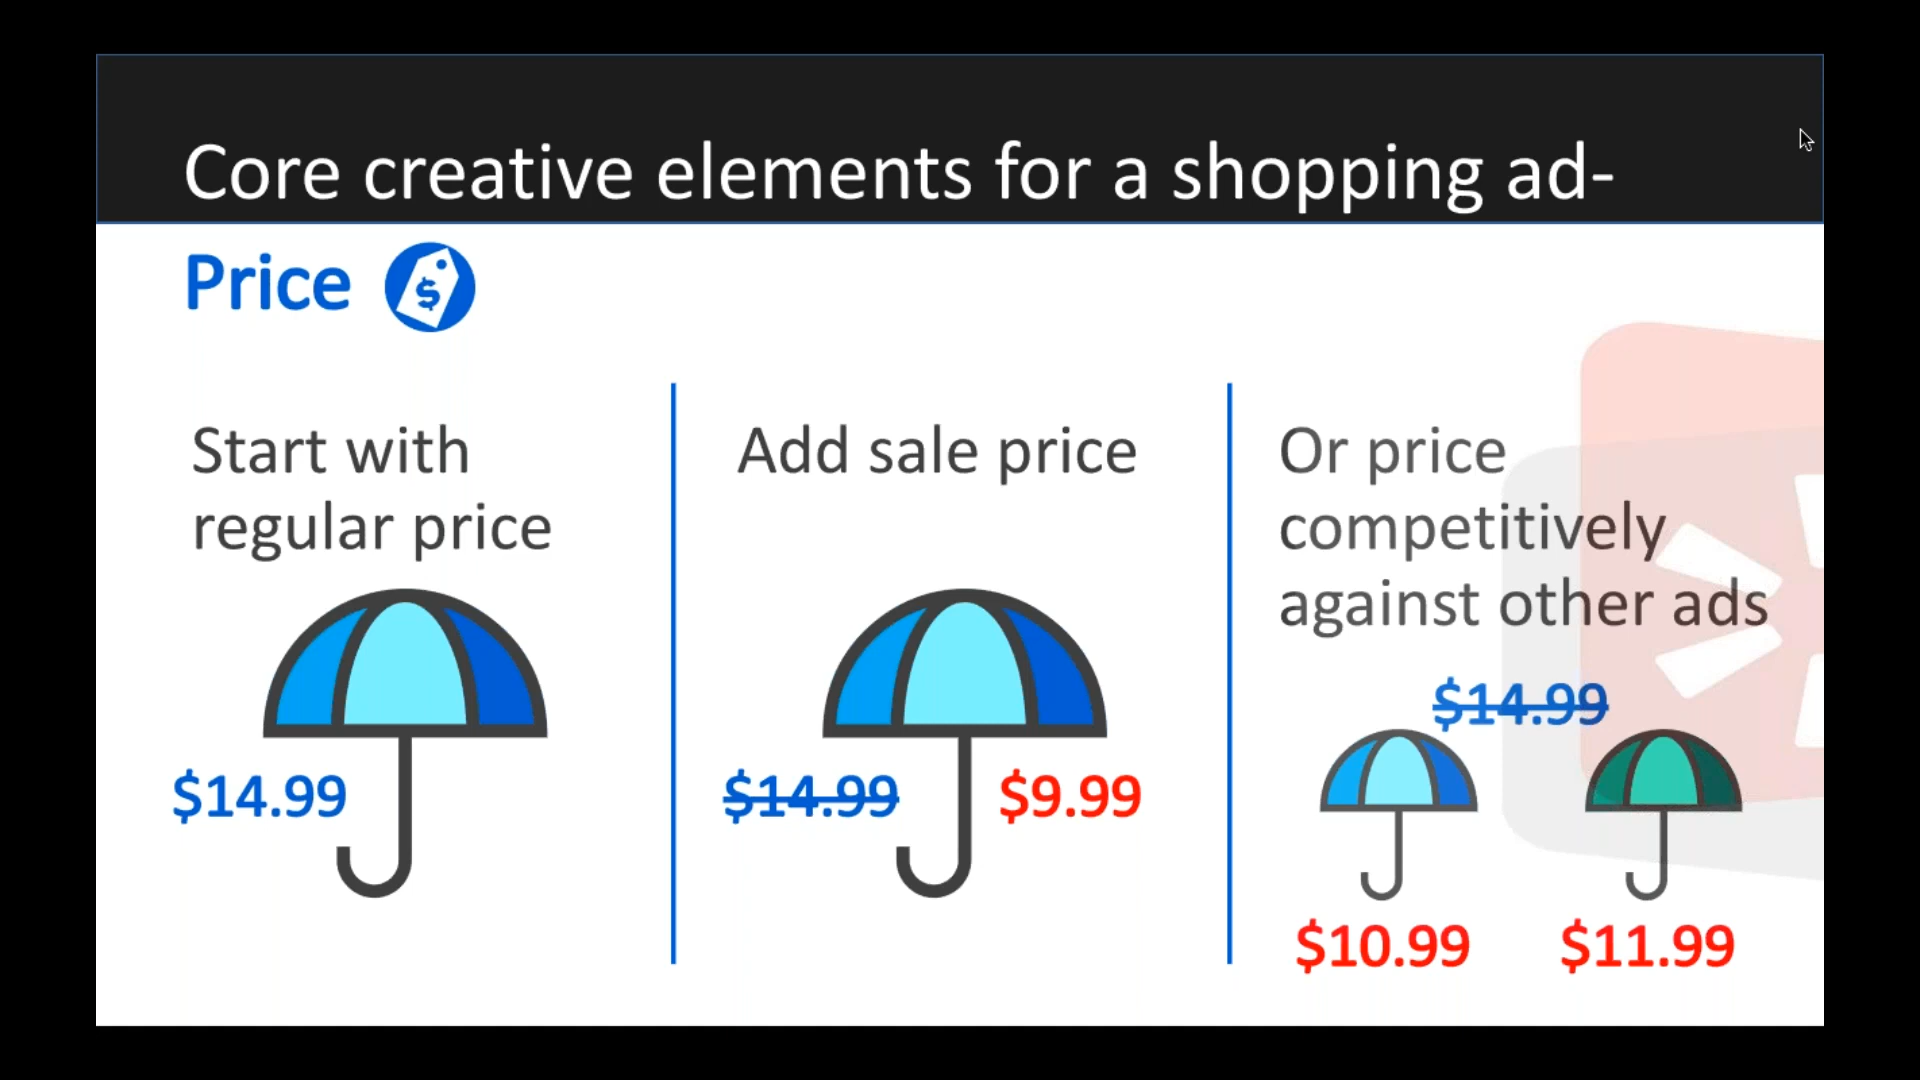 Core creative elements for a shopping ad-
Price
$
Start with
regular price
$14.99
Add sale price
$14.99 $9.99
Or price
competitively
against other ads
$14.99
$10.99 $11.99